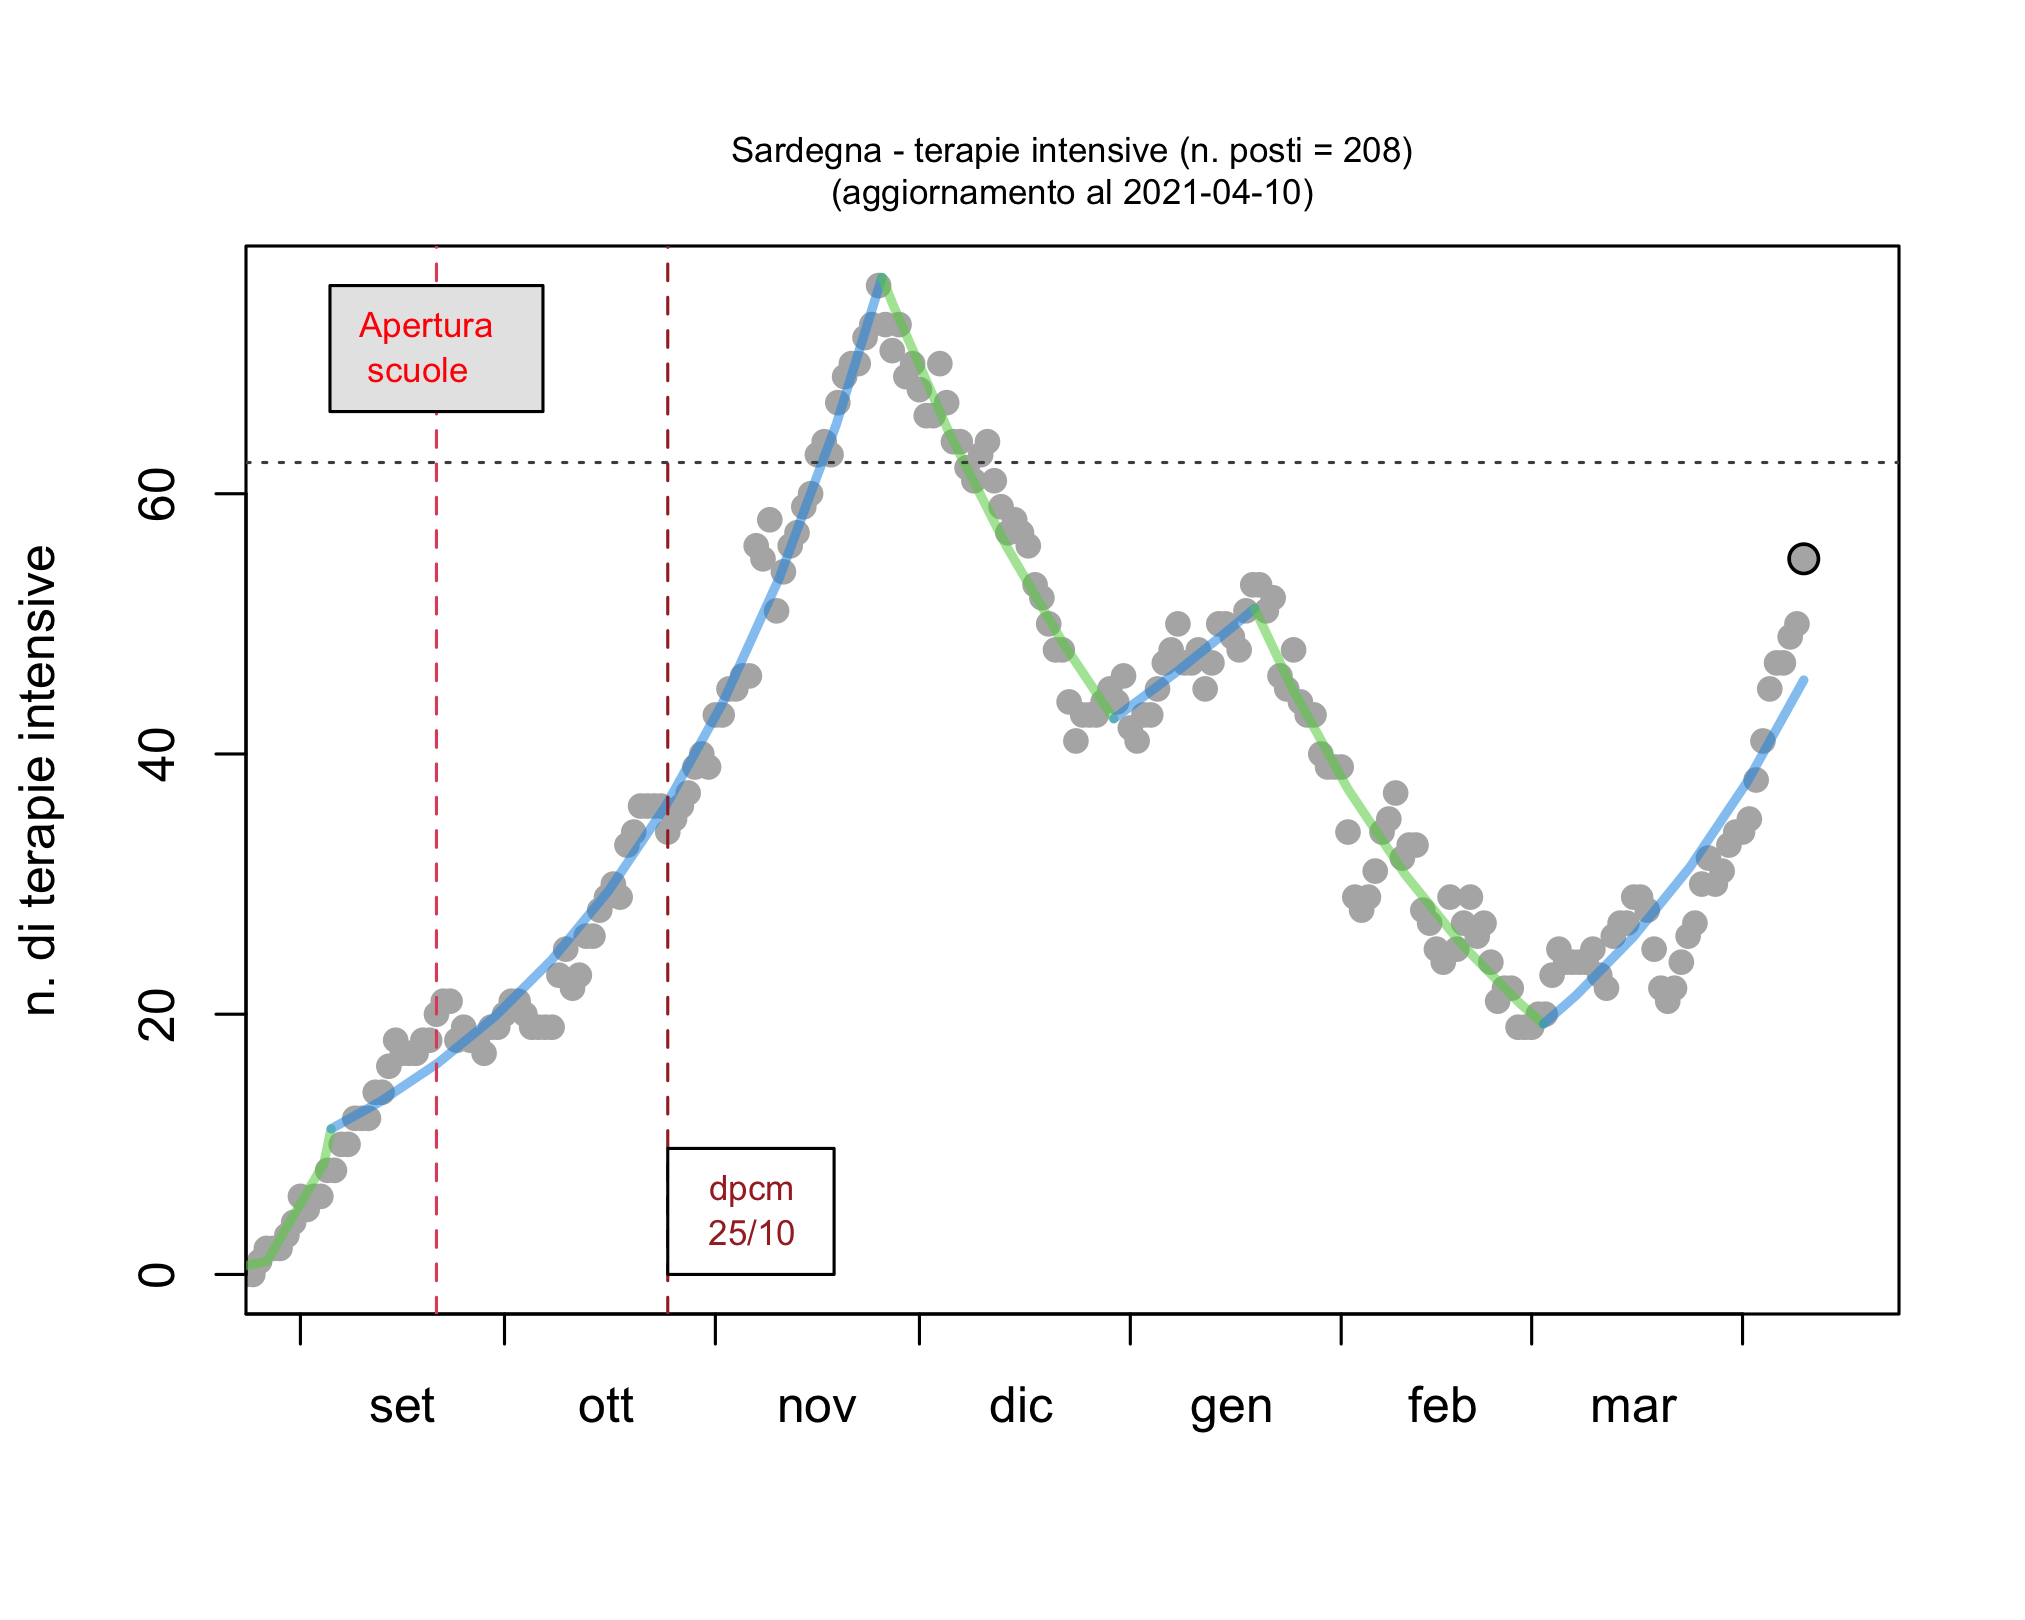 Sardegna - terapie intensive (n. posti = 208)
(aggiornamento al 2021-04-10)
Apertura
scuole
n. di terapie intensive
60
40
20
0
dpcm
25/10
set ott nov dic gen feb mar